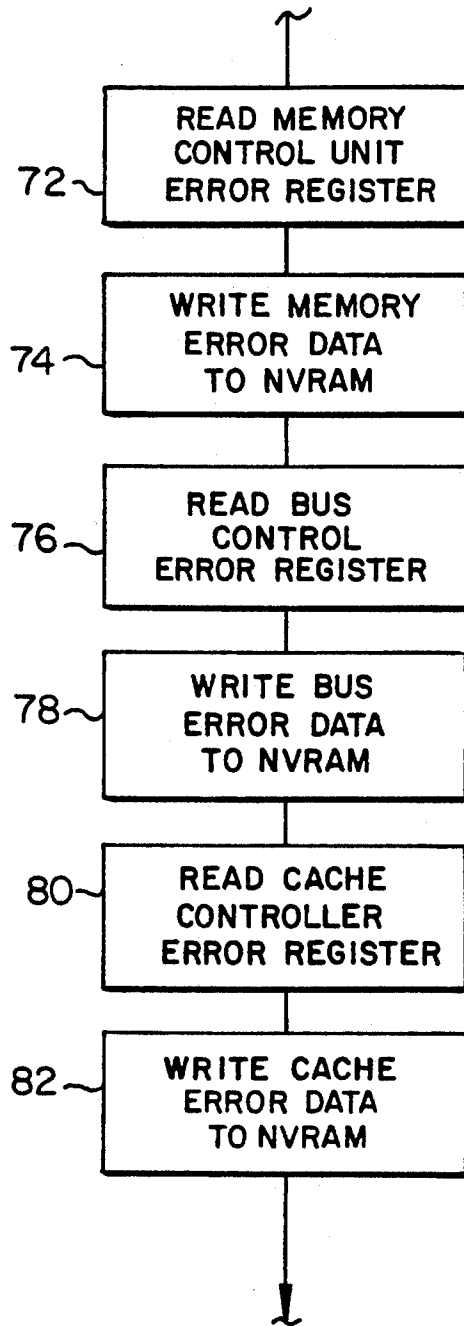 READ MEMORY
CONTROL UNIT
72 ERROR REGISTER
WRITE MEMORY
74 ERROR DATA
TO NVRAM
READ BUS
76 CONTROL
ERROR REGISTER
78 WRITE BUS
ERROR DATA
TO NVRAM
80 READ CACHE
CONTROLLER
ERROR REGISTER
82 WRITE CACHE
ERROR DATA
TO NVRAM